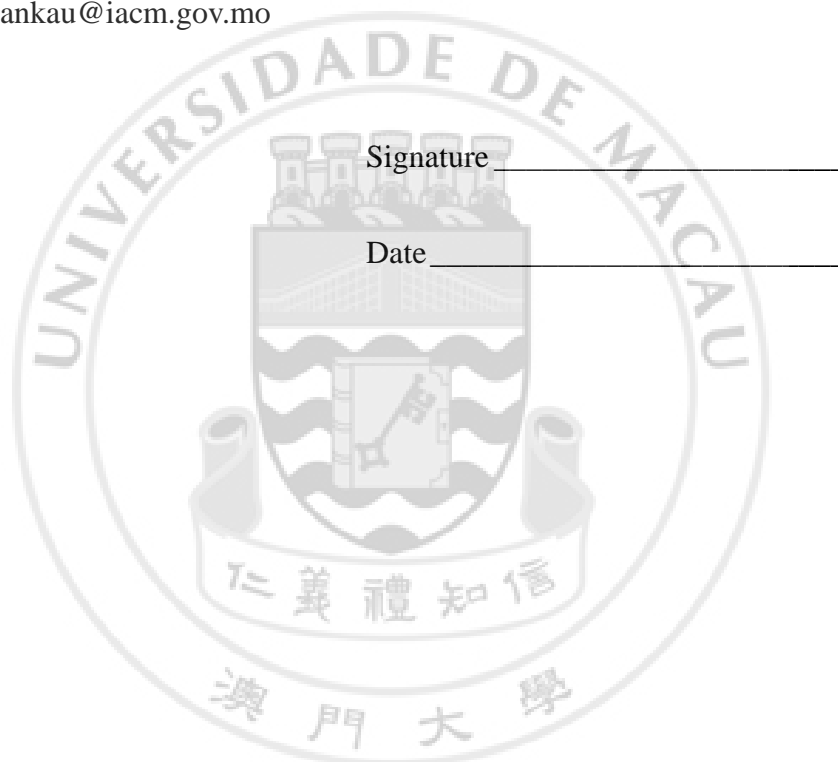 ankau@iacm.gov.mo
UNIVERSIDADE DE MACAU
Signature
Date
仁義禮知信
澳門大學